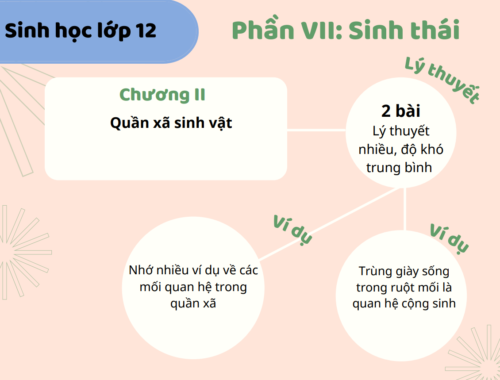 Sinh học lớp 12
Phần VII: Sinh thái
Chương II
Quần xã sinh vật
Lý thuyết
2 bài
Lý thuyết
nhiều, độ khó
trung bình
Ví dụ
Nhớ nhiều ví dụ về các
mối quan hệ trong
quần xã
Ví dụ
Trùng giày sống
trong ruột mối là
quan hệ cộng sinh